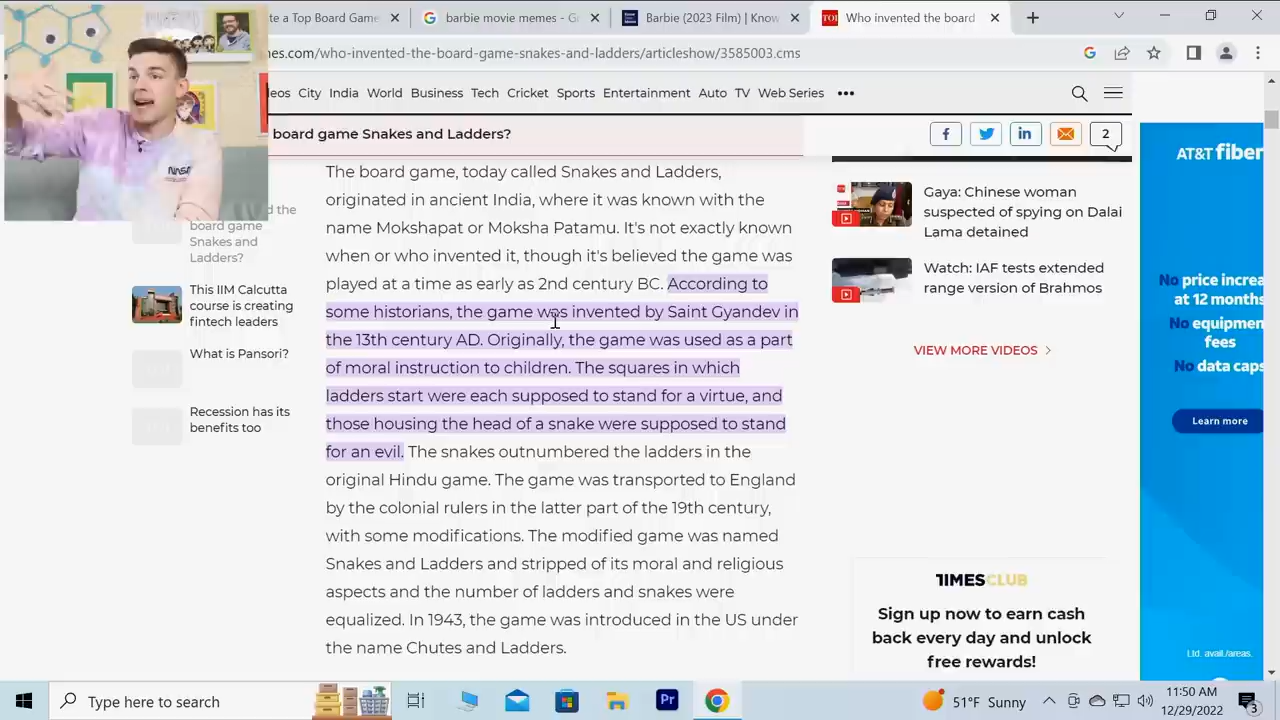 te a Top Board Game
barbie memes -
Barbie (2023 Film) | Know
TOI Who invented the board
nes.com/who-invented-the-board-game-snakes-and-ladders/articleshow/3585003.cms
deos City India World Business Tech Cricket Sports Entertainment Auto TV Web Series
board game Snakes and Ladders?
2
NASA
d the
board game
Snakes and
Ladders?
This IIM Calcutta
course is creating
fintech leaders
What is Pansori?
Recession has its
benefits too
The board game, today called Snakes and Ladders,
originated in ancient India, where it was known with the
name Mokshapat or Moksha Patamu. It's not exactly known
when or who invented it, though it's believed the game was
played at a time as early as 2nd century BC. According to
some historians, the game was invented by Saint Gyandev in
the 13th century AD. Originally, the game was used as a part
of moral instruction to children. The squares in which
ladders start were each supposed to stand for a virtue, and
those housing the head of a snake were supposed to stand
for an evil. The snakes outnumbered the ladders in the
original Hindu game. The game was transported to England
by the colonial rulers in the latter part of the 19th century,
with some modifications. The modified game was named
Snakes and Ladders and stripped of its moral and religious
aspects and the number of ladders and snakes were
equalized. In 1943, the game was introduced in the US under
the name Chutes and Ladders.
Gaya: Chinese woman
suspected of spying on Dalai
Lama detained
Watch: IAF tests extended
range version of Brahmos
VIEW MORE VIDEOS
TIMESCLUB
Sign up now to earn cash
back every day and unlock
free rewards!
AT&T fiber
No price increa
at 12 months
No equipmen
fees
No data caps
Learn more
Ltd. avail./areas.
Type here to search
Pr
51°F Sunny
11:50 AM
12/29/2022
3